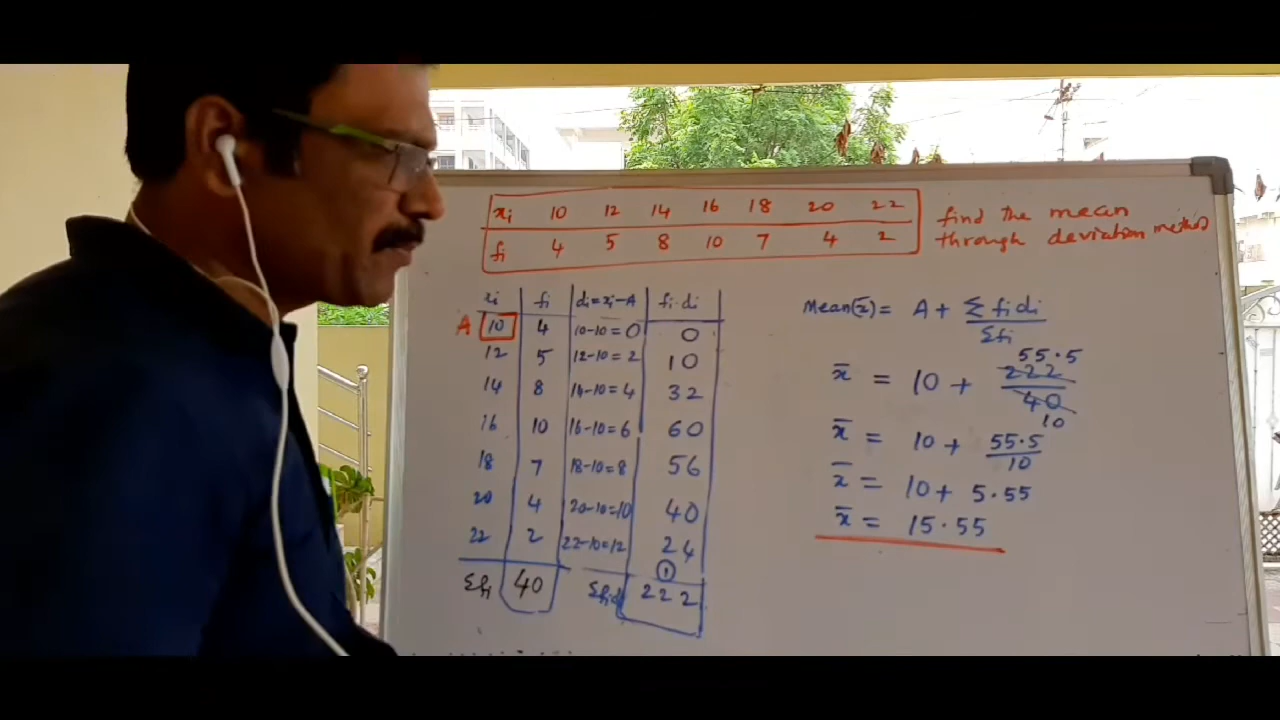 xi 10 12 14 16 18 20 22
fi 4 5 8 10 7 4 2
find the mean
through deviation method
xi fi di=xi-A fi·di
A 10 4 10-10=0 0
12 5 12-10=2 10
14 8 14-10=4 32
16 10 16-10=6 60
18 7 18-10=8 56
20 4 20-10=10 40
22 2 22-10=12 24
1
Σfi 40 Σfidi 222
Mean(x̄)= A + Σfidi
Σfi
55.5
x̄ = 10 + 222
40
10
x̄ = 10 + 55.5
10
x̄ = 10 + 5.55
x̄ = 15.55